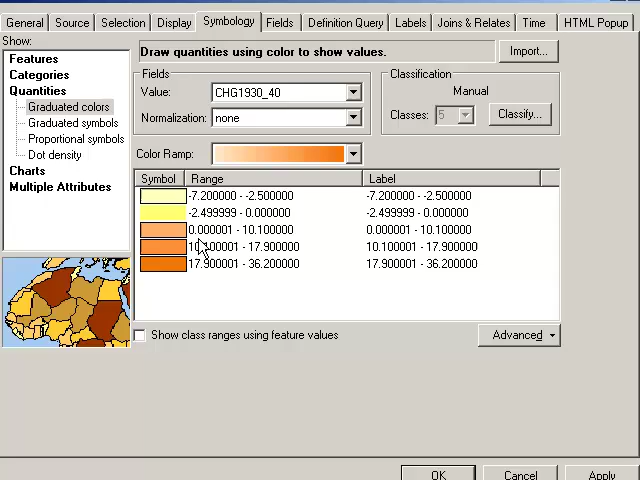 General Source Selection Display Symbology Fields Definition Query Labels Joins & Relates Time HTML Popup
Show:
Features
Categories
Quantities
Graduated colors
Graduated symbols
Proportional symbols
Dot density
Charts
Multiple Attributes
Draw quantities using color to show values.
Import...
Fields
Value: CHG1930_40
Normalization: none
Classification
Manual
Classes: 5 Classify...
Color Ramp:
Symbol Range Label
-7.200000 - -2.500000 -7.200000 - -2.500000
-2.499999 - 0.000000 -2.499999 - 0.000000
0.000001 - 10.100000 0.000001 - 10.100000
10.100001 - 17.900000 10.100001 - 17.900000
17.900001 - 36.200000 17.900001 - 36.200000
Show class ranges using feature values
Advanced
OK Cancel Apply